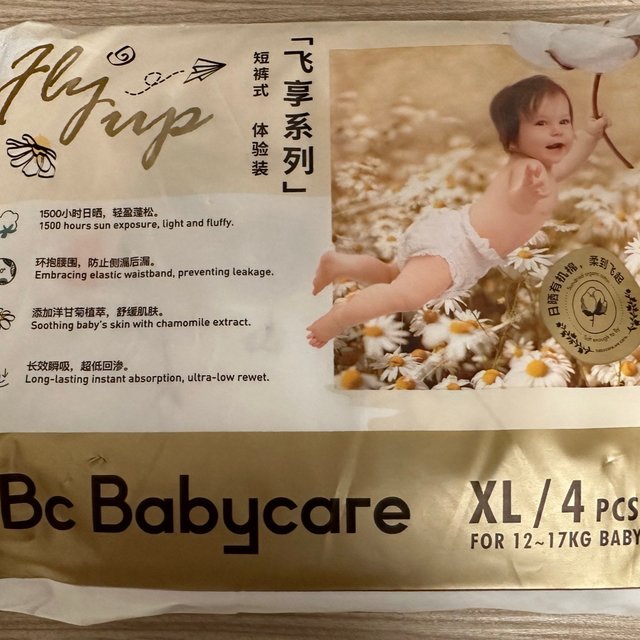 Fly up
「飞享系列」
短裤式 体验装
1500小时日晒，轻盈蓬松。
1500 hours sun exposure, light and fluffy.
环抱腰围，防止侧漏后漏。
Embracing elastic waistband, preventing leakage.
添加洋甘菊植萃，舒缓肌肤。
Soothing baby's skin with chamomile extract.
长效瞬吸，超低回渗。
Long-lasting instant absorption, ultra-low rewet.
日晒有机棉，柔到飞起
Bc Babycare
XL / 4 PCS
FOR 12~17KG BABY